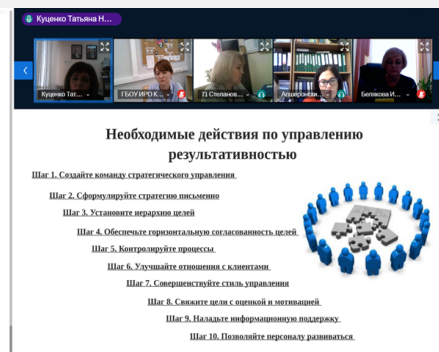 Куценко Татьяна Н...
Куценко Тат...
ГБОУ ИРО К...
Степанов...
Апшеронски...
Белякова И...
Необходимые действия по управлению
результативностью
Шаг 1. Создайте команду стратегического управления
Шаг 2. Сформулируйте стратегию письменно
Шаг 3. Установите иерархию целей
Шаг 4. Обеспечьте горизонтальную согласованность целей
Шаг 5. Контролируйте процессы
Шаг 6. Улучшайте отношения с клиентами
Шаг 7. Совершенствуйте стиль управления
Шаг 8. Свяжите цели с оценкой и мотивацией
Шаг 9. Наладьте информационную поддержку
Шаг 10. Позволяйте персоналу развиваться